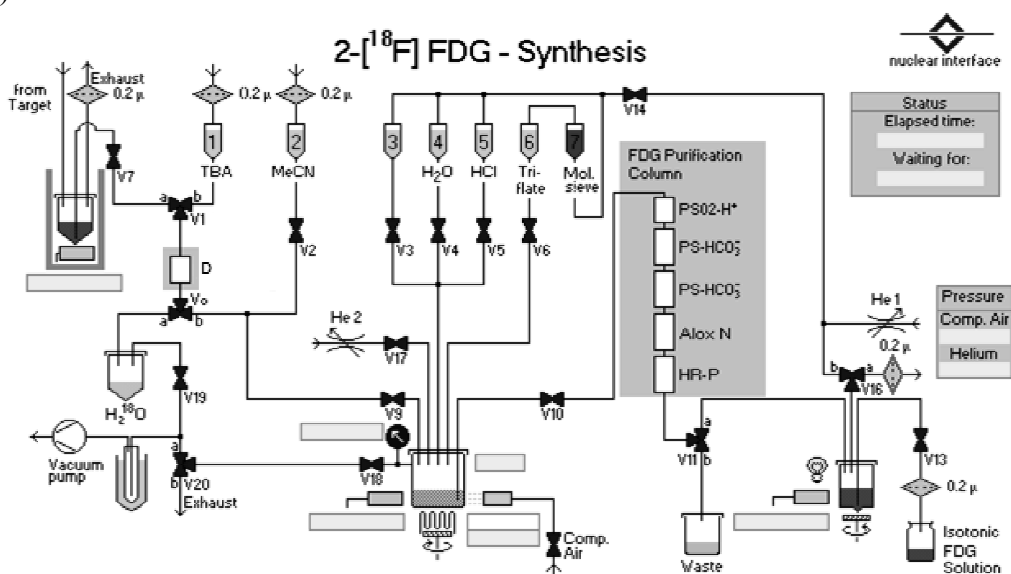 2-[18F] FDG - Synthesis
nuclear interface
from
Target
Exhaust
0.2 µ
0.2 µ
0.2 µ
V7
1
TBA
2
MeCN
3
4
H2O
5
HCl
6
Tri-
flate
7
Mol.
sieve
V14
Status
Elapsed time:
Waiting for:
FDG Purification
Column
PS02-H+
PS-HCO3-
PS-HCO3-
Alox N
HR-P
a
b
V1
V2
V3
V4
V5
V6
D
Vo
a
b
He 2
V17
He 1
Pressure
Comp. Air
Helium
0.2 µ
b
a
V16
H2 18O
V19
V9
V10
a
V11
b
V13
Vacuum
pump
a
b
V20
Exhaust
V18
0.2 µ
Comp.
Air
Waste
Isotonic
FDG
Solution